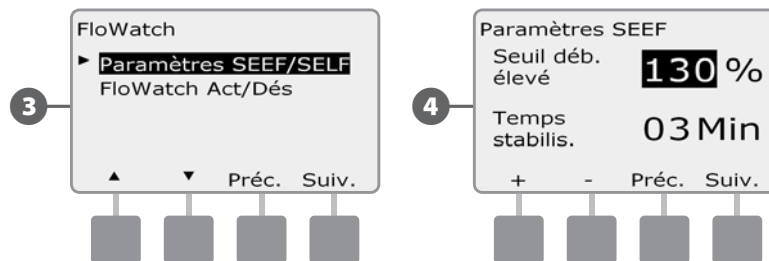 3
FloWatch
► Paramètres SEEF/SELF
FloWatch Act/Dés
▲ ▼ Préc. Suiv.
4
Paramètres SEEF
Seuil déb.
élevé 130 %
Temps
stabilis. 03 Min
+ - Préc. Suiv.